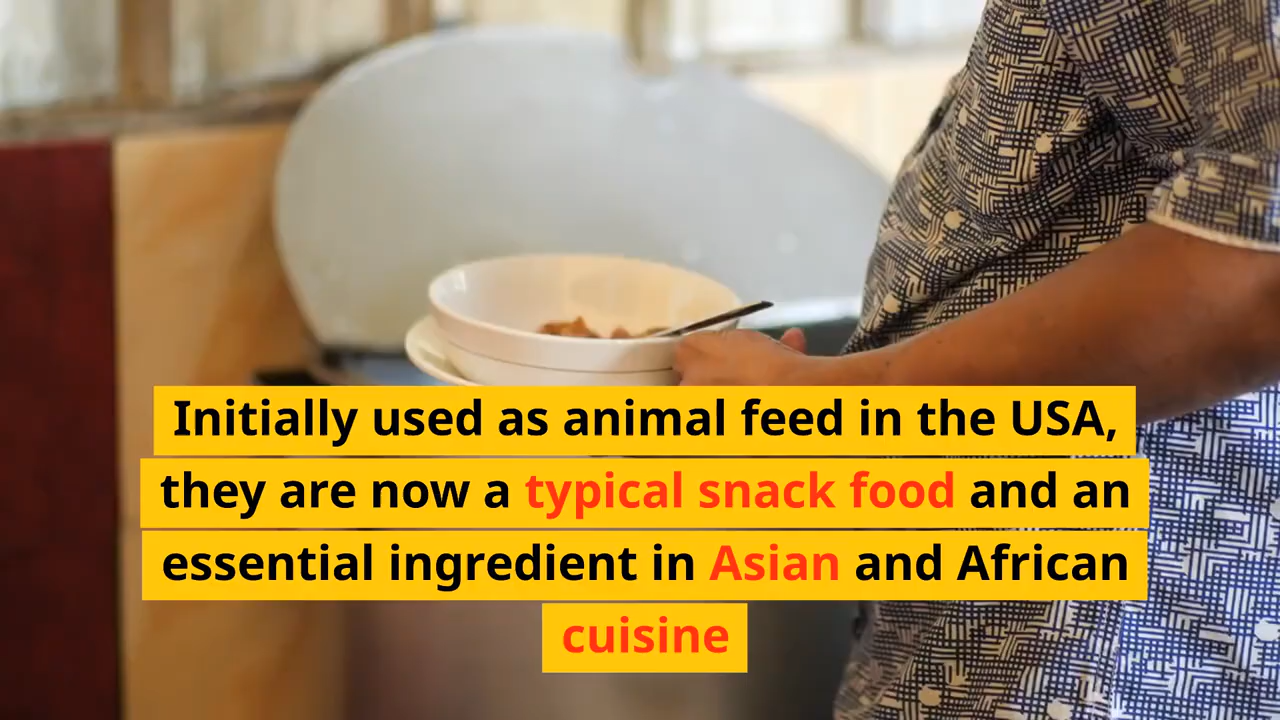 Initially used as animal feed in the USA,
they are now a typical snack food and an
essential ingredient in Asian and African
cuisine